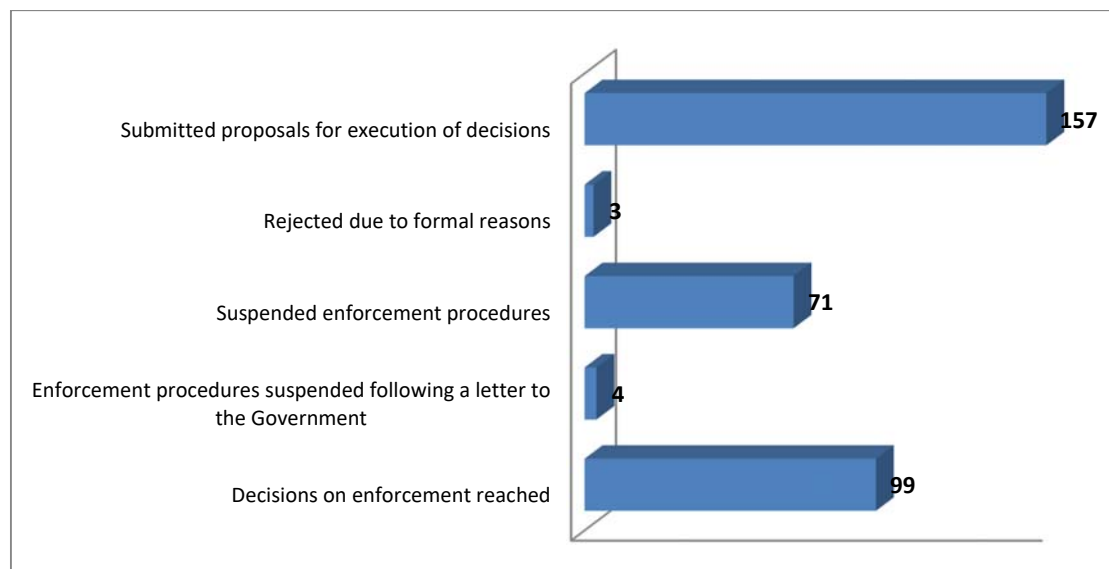 Submitted proposals for execution of decisions
157
Rejected due to formal reasons
3
Suspended enforcement procedures
71
Enforcement procedures suspended following a letter to
the Government
4
Decisions on enforcement reached
99